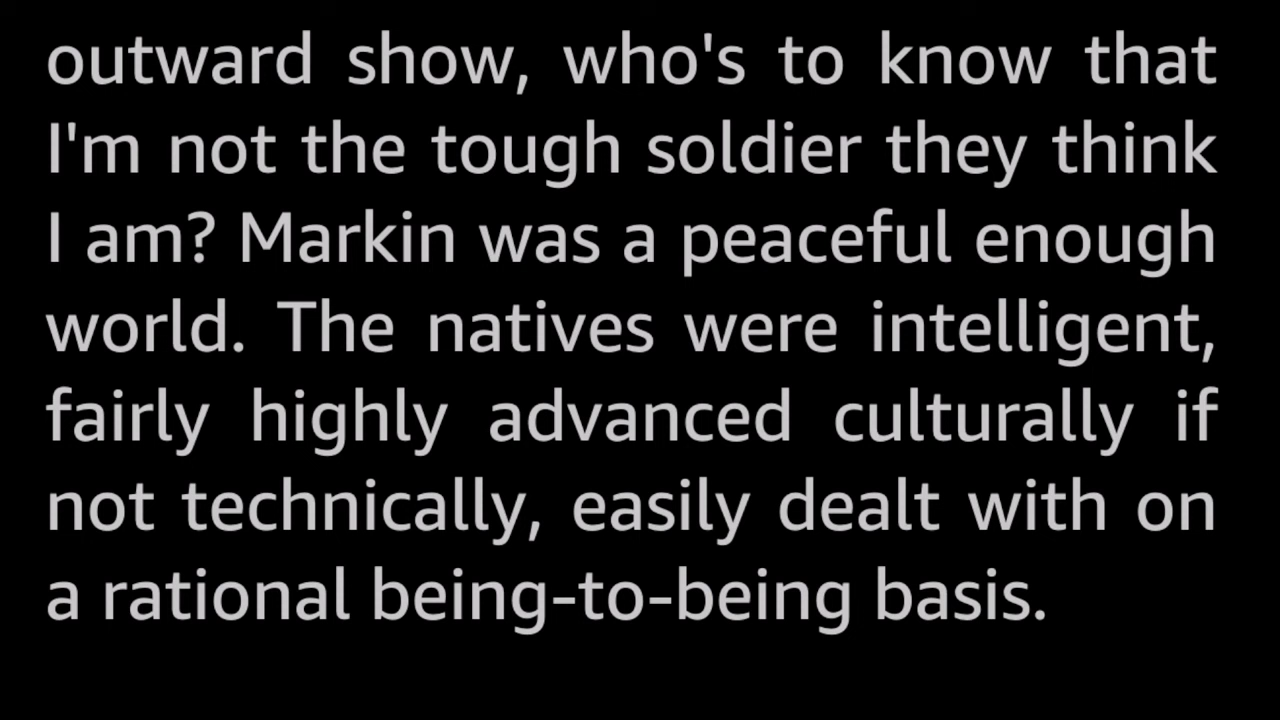 outward show, who's to know that
I'm not the tough soldier they think
I am? Markin was a peaceful enough
world. The natives were intelligent,
fairly highly advanced culturally if
not technically, easily dealt with on
a rational being-to-being basis.